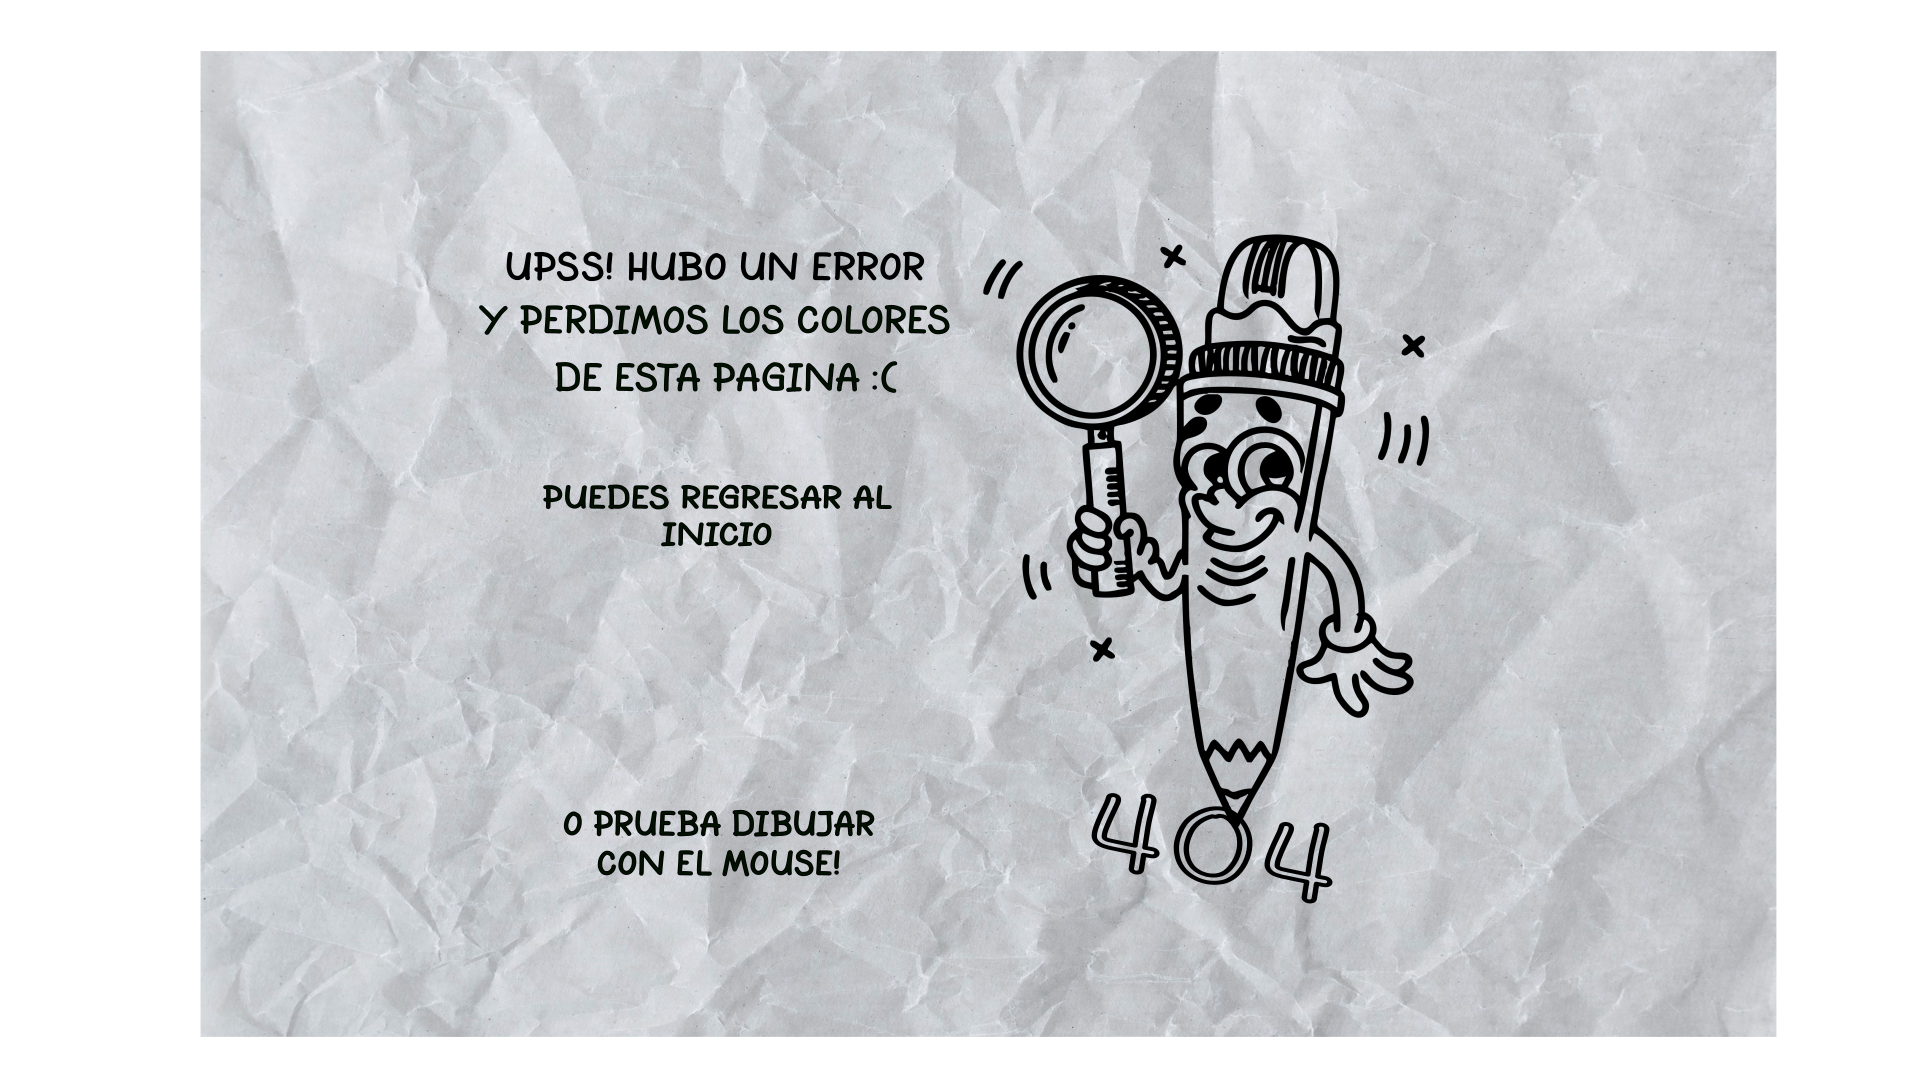 UPSS! HUBO UN ERROR
Y PERDIMOS LOS COLORES
DE ESTA PAGINA :(
PUEDES REGRESAR AL
INICIO
O PRUEBA DIBUJAR
CON EL MOUSE!
404